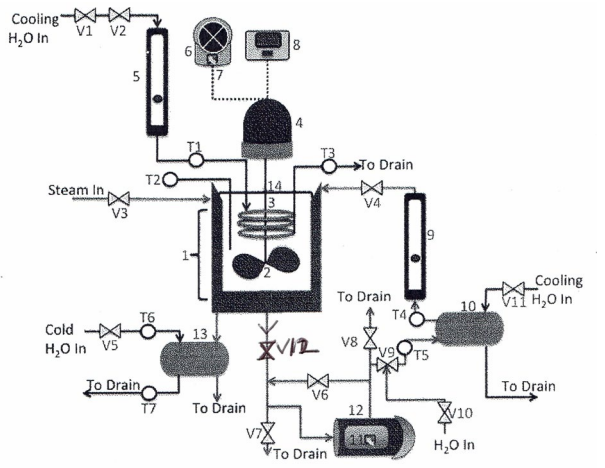 Cooling
H₂O In
V1
V2
5
6
7
8
4
T1
T2
T3
To Drain
Steam In
V3
14
3
V4
1
2
9
To Drain
Cooling
H₂O In
V11
10
T4
Cold
H₂O In
V5
T6
13
V12
V8
V9
T5
To Drain
T7
To Drain
V6
12
V10
H₂O In
V7
11
To Drain
To Drain